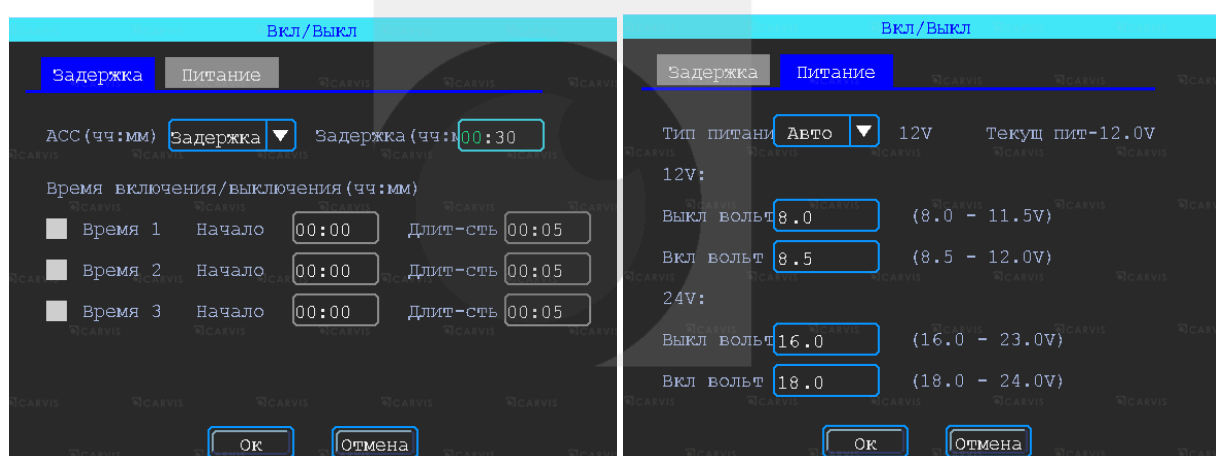 Вкл/Выкл
Задержка Питание
ACC(чч:мм) Задержка Задержка(чч:м 00:30
Время включения/выключения(чч:мм)
Время 1 Начало 00:00 Длит-сть 00:05
Время 2 Начало 00:00 Длит-сть 00:05
Время 3 Начало 00:00 Длит-сть 00:05
Ок Отмена
Вкл/Выкл
Задержка Питание
Тип питани Авто 12V Текущ пит-12.0V
12V:
Выкл вольт 8.0 (8.0 - 11.5V)
Вкл вольт 8.5 (8.5 - 12.0V)
24V:
Выкл вольт 16.0 (16.0 - 23.0V)
Вкл вольт 18.0 (18.0 - 24.0V)
Ок Отмена
CARVIS